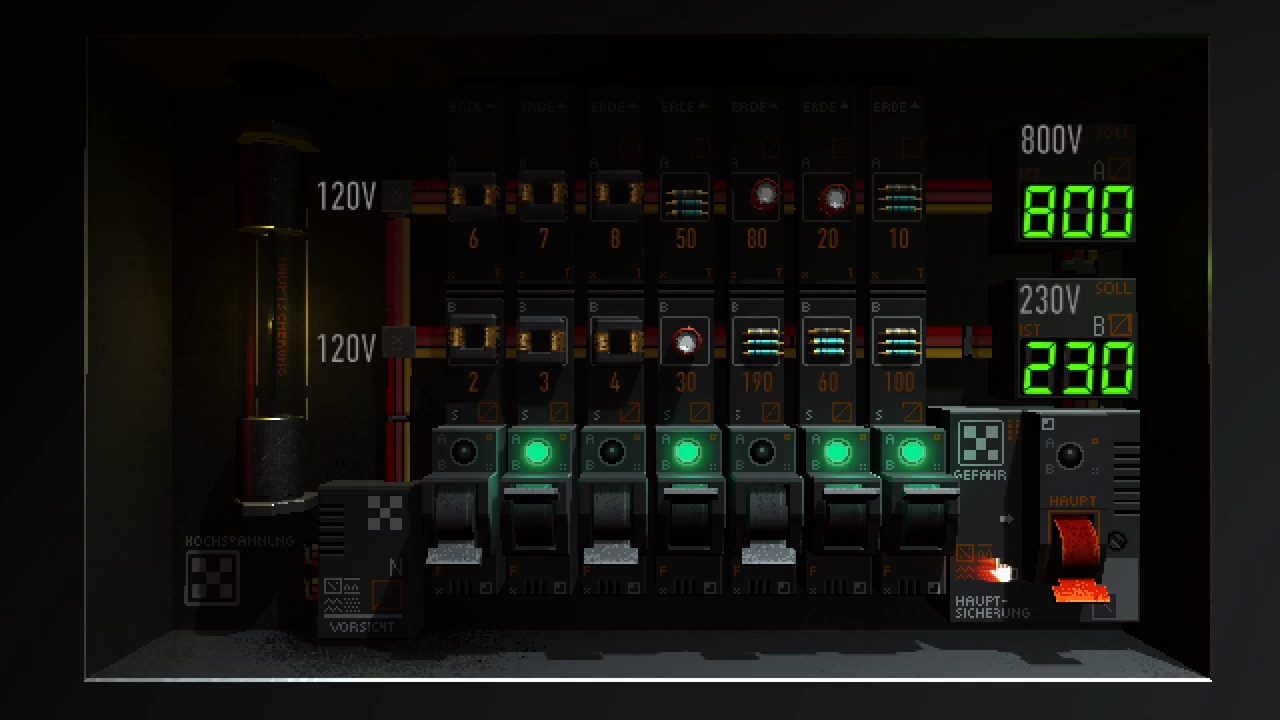 ERDE ERDE ERDE ERDE ERDE ERDE ERDE
800V SOLL
IST A
800
A A A A A A A
120V
6 7 8 50 80 20 10
230V SOLL
IST B
230
B B B B B B B
120V
2 3 4 30 190 60 100
S S S S S S S
HAUPTSICHERUNG
A A A A A A A A
B B B B B B B B
GEFAHR
HAUPT
HOCHSPANNUNG
N
F F F F F F F
HAUPT-
SICHERUNG
VORSICHT